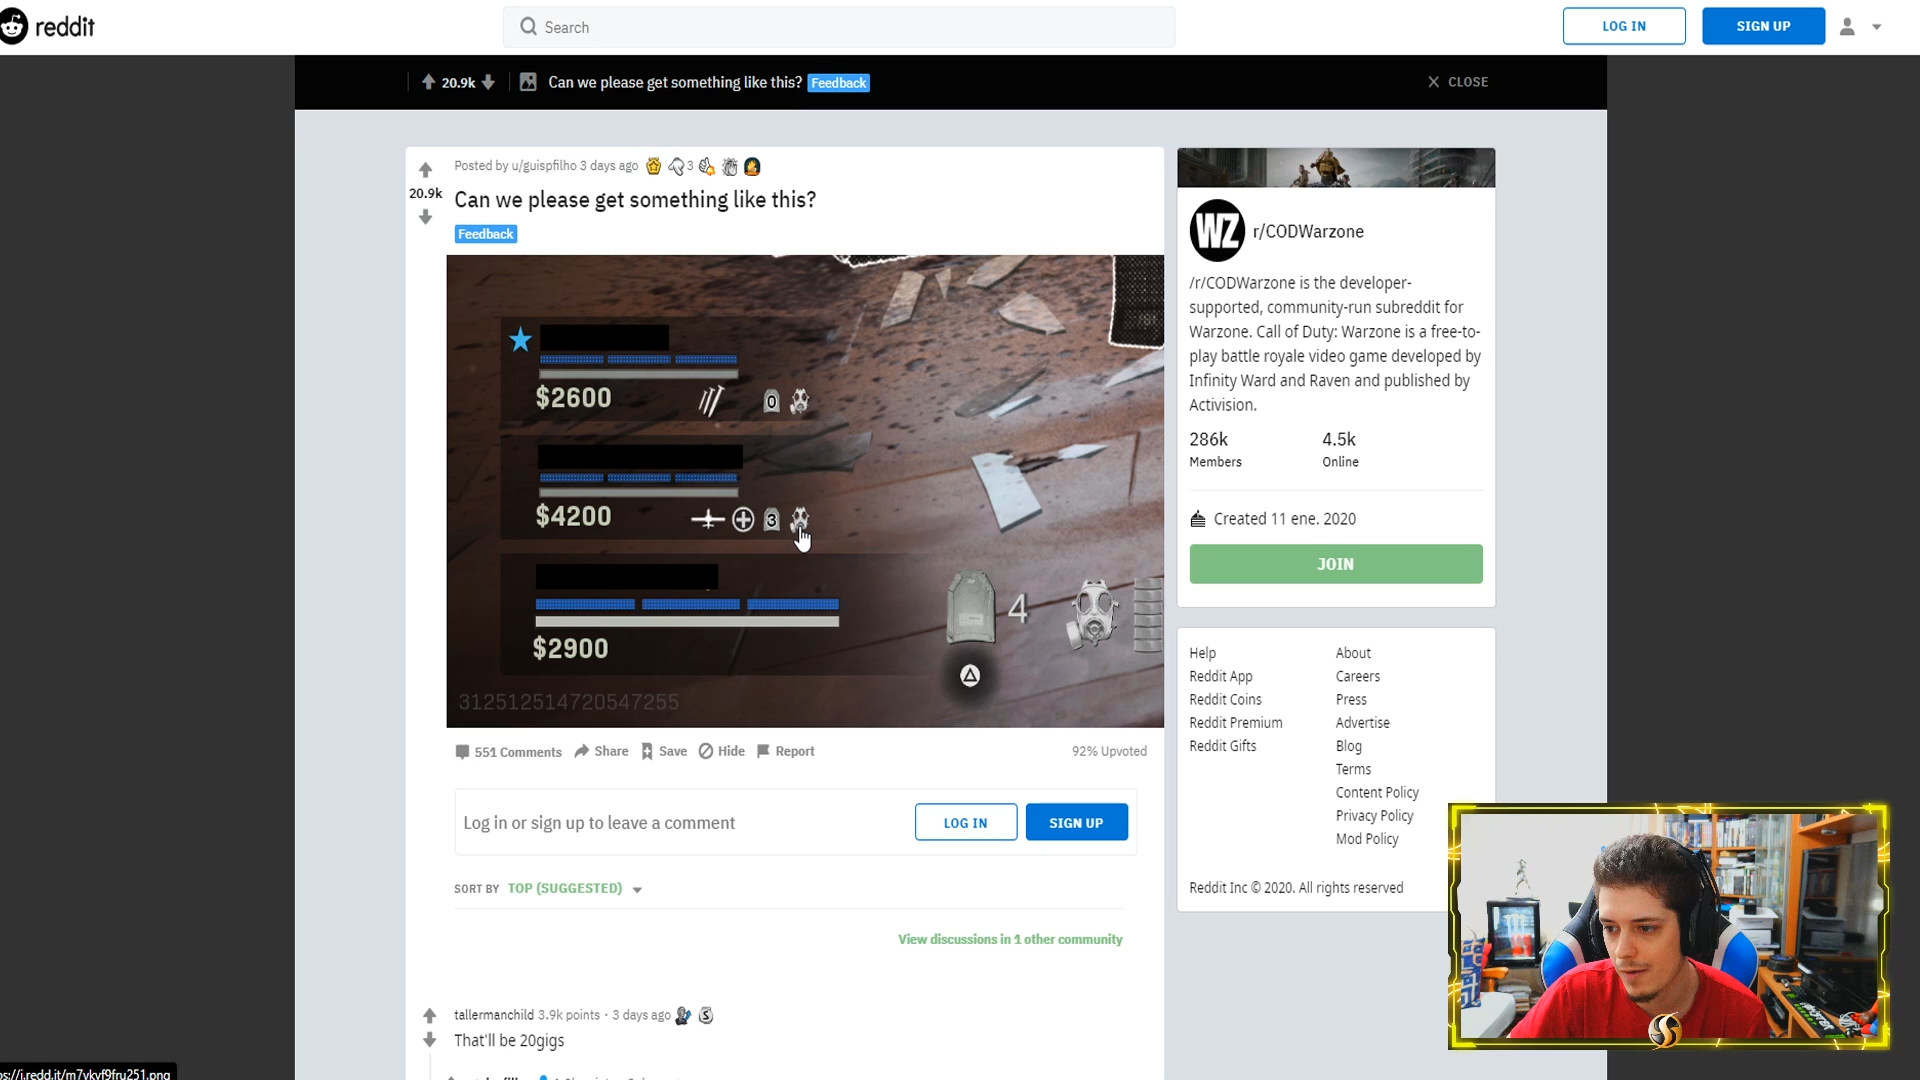 reddit
Search
LOG IN
SIGN UP
20.9k
Can we please get something like this? Feedback
CLOSE
Posted by u/guispfilho 3 days ago
3
20.9k
Can we please get something like this?
Feedback
$2600
0
$4200
3
$2900
4
312512514720547255
551 Comments
Share
Save
Hide
Report
92% Upvoted
Log in or sign up to leave a comment
LOG IN
SIGN UP
SORT BY TOP (SUGGESTED)
View discussions in 1 other community
tallermanchild 3.9k points · 3 days ago
S
That'll be 20gigs
WZ
r/CODWarzone
/r/CODWarzone is the developer-
supported, community-run subreddit for
Warzone. Call of Duty: Warzone is a free-to-
play battle royale video game developed by
Infinity Ward and Raven and published by
Activision.
286k
Members
4.5k
Online
Created 11 ene. 2020
JOIN
Help
Reddit App
Reddit Coins
Reddit Premium
Reddit Gifts
About
Careers
Press
Advertise
Blog
Terms
Content Policy
Privacy Policy
Mod Policy
Reddit Inc © 2020. All rights reserved